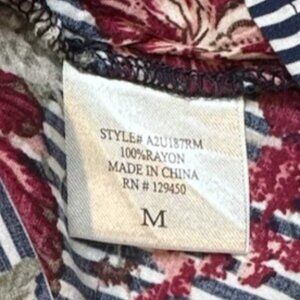 STYLE# A2U187RM
100%RAYON
MADE IN CHINA
RN # 129450
M